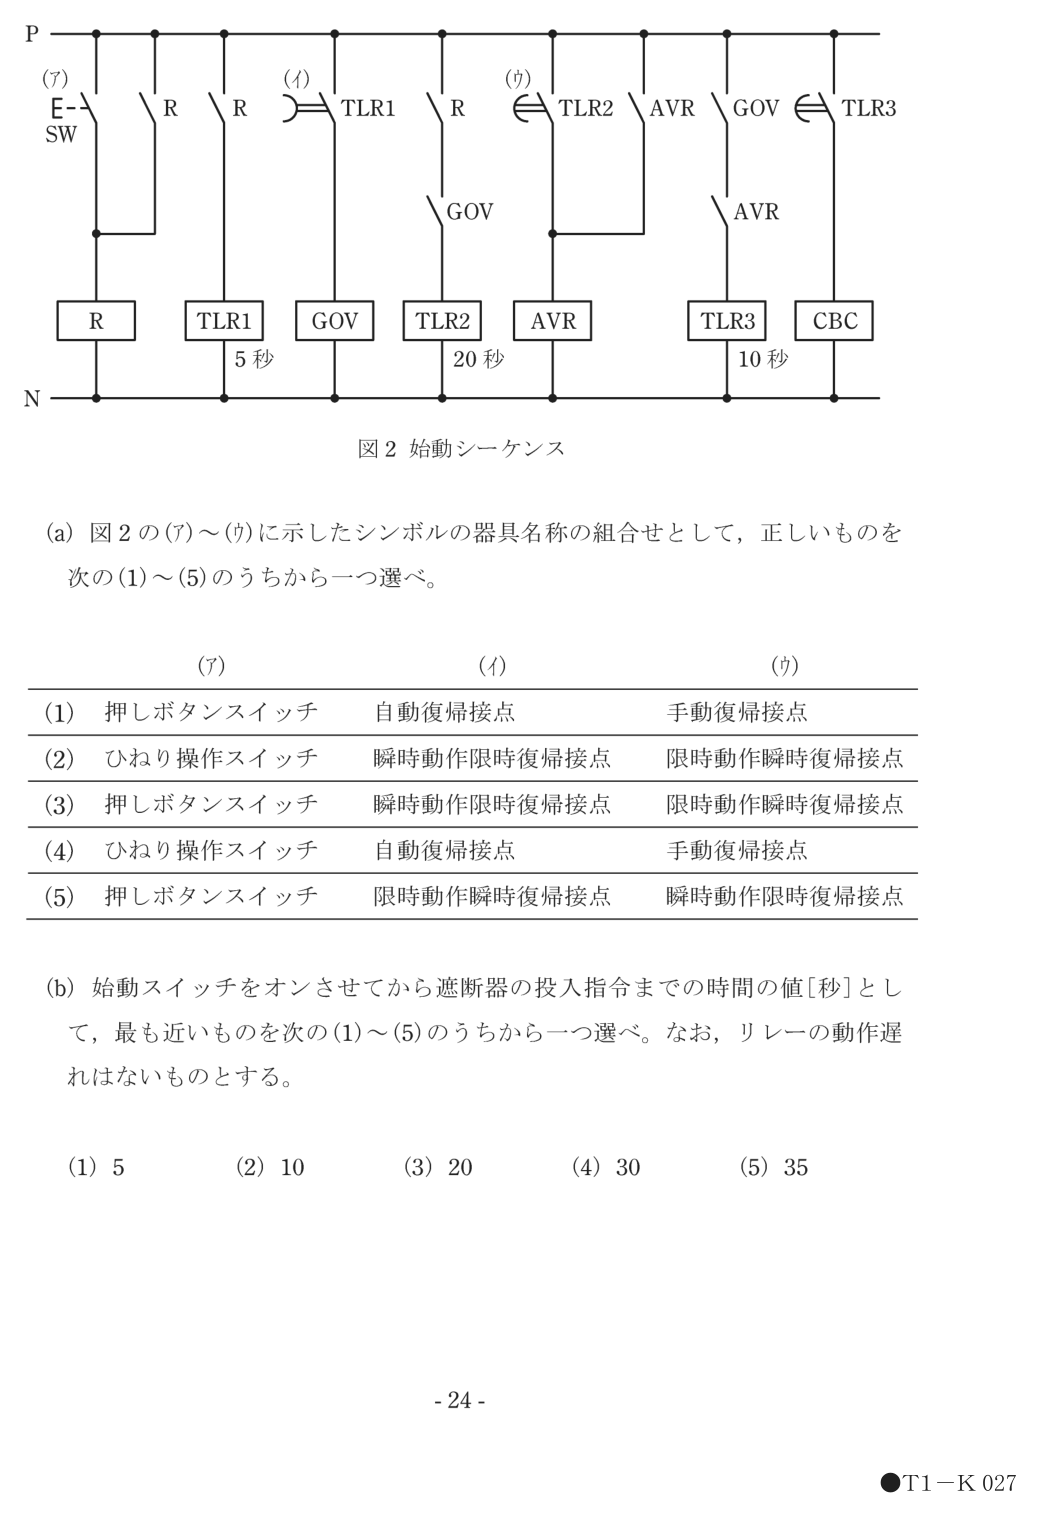 P
(ｱ) (ｲ) (ｳ)
SW R R TLR1 R TLR2 AVR GOV TLR3
GOV AVR
R TLR1 GOV TLR2 AVR TLR3 CBC
5 秒 20 秒 10 秒
N
図 2 始動シーケンス
(a) 図 2 の(ｱ)～(ｳ)に示したシンボルの器具名称の組合せとして，正しいものを
次の(1)～(5)のうちから一つ選べ。
(ｱ) (ｲ) (ｳ)
(1) 押しボタンスイッチ 自動復帰接点 手動復帰接点
(2) ひねり操作スイッチ 瞬時動作限時復帰接点 限時動作瞬時復帰接点
(3) 押しボタンスイッチ 瞬時動作限時復帰接点 限時動作瞬時復帰接点
(4) ひねり操作スイッチ 自動復帰接点 手動復帰接点
(5) 押しボタンスイッチ 限時動作瞬時復帰接点 瞬時動作限時復帰接点
(b) 始動スイッチをオンさせてから遮断器の投入指令までの時間の値[秒]とし
て，最も近いものを次の(1)～(5)のうちから一つ選べ。なお，リレーの動作遅
れはないものとする。
(1) 5 (2) 10 (3) 20 (4) 30 (5) 35
- 24 -
●T1－K 027